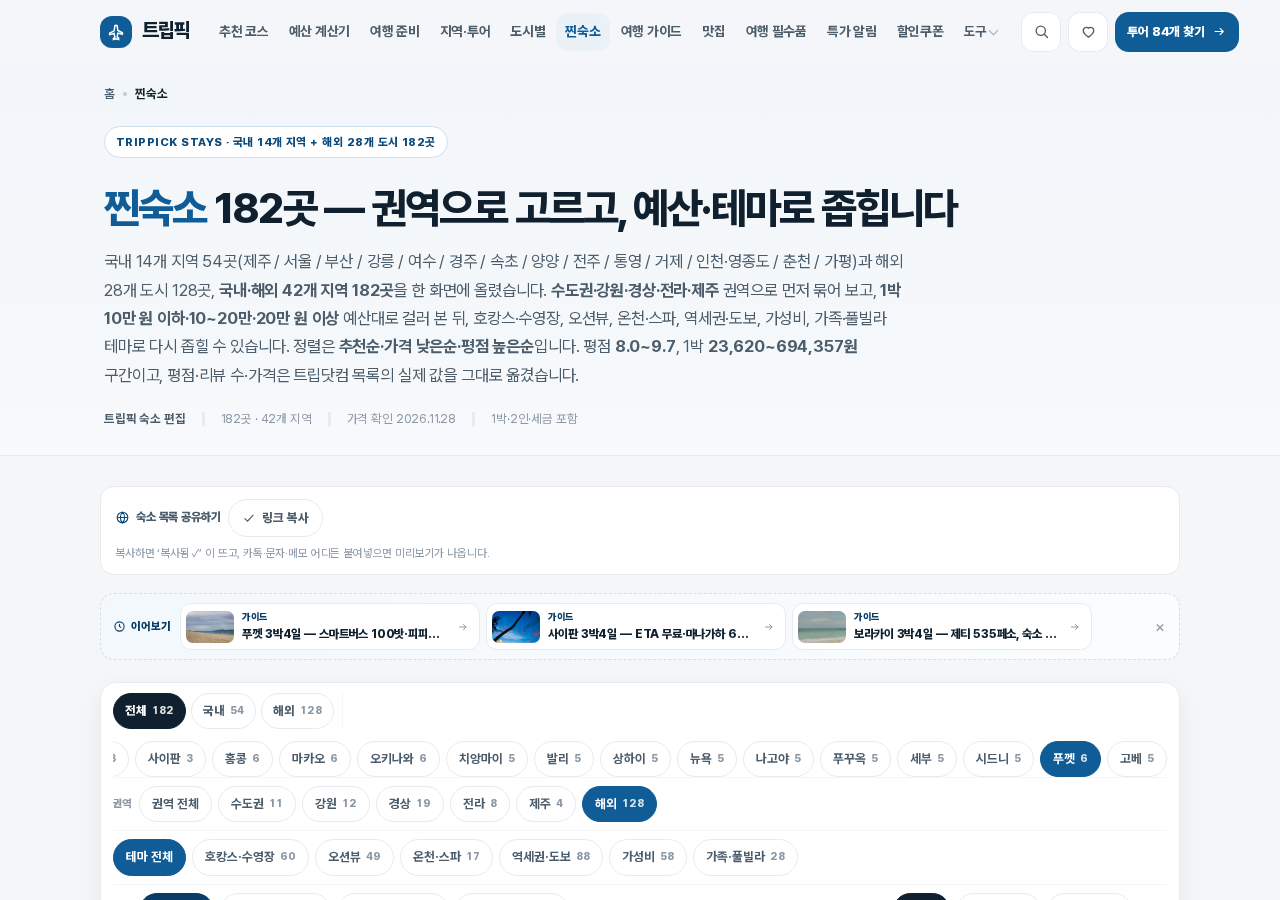 트립픽 추천 코스 예산 계산기 여행 준비 지역·투어 도시별 찐숙소 여행 가이드 맛집 여행 필수품 특가 알림 할인쿠폰 도구 투어 84개 찾기 →
홈 • 찐숙소
TRIPPICK STAYS · 국내 14개 지역 + 해외 28개 도시 182곳
찐숙소 182곳 — 권역으로 고르고, 예산·테마로 좁힙니다
국내 14개 지역 54곳(제주 / 서울 / 부산 / 강릉 / 여수 / 경주 / 속초 / 양양 / 전주 / 통영 / 거제 / 인천·영종도 / 춘천 / 가평)과 해외
28개 도시 128곳, 국내·해외 42개 지역 182곳을 한 화면에 올렸습니다. 수도권·강원·경상·전라·제주 권역으로 먼저 묶어 보고, 1박
10만 원 이하·10~20만·20만 원 이상 예산대로 걸러 본 뒤, 호캉스·수영장, 오션뷰, 온천·스파, 역세권·도보, 가성비, 가족·풀빌라
테마로 다시 좁힐 수 있습니다. 정렬은 추천순·가격 낮은순·평점 높은순입니다. 평점 8.0~9.7, 1박 23,620~694,357원
구간이고, 평점·리뷰 수·가격은 트립닷컴 목록의 실제 값을 그대로 옮겼습니다.
트립픽 숙소 편집 182곳 · 42개 지역 가격 확인 2026.11.28 1박·2인·세금 포함
숙소 목록 공유하기 링크 복사
복사하면 ‘복사됨 ✓’ 이 뜨고, 카톡·문자·메모 어디든 붙여넣으면 미리보기가 나옵니다.
이어보기
가이드
푸껫 3박4일 — 스마트버스 100밧·피피… →
가이드
사이판 3박4일 — ETA 무료·마나가하 6… →
가이드
보라카이 3박4일 — 제티 535페소, 숙소 … →
전체 182 국내 54 해외 128
사이판 3 홍콩 6 마카오 6 오키나와 6 치앙마이 5 발리 5 상하이 5 뉴욕 5 나고야 5 푸꾸옥 5 세부 5 시드니 5 푸껫 6 고베 5
권역 권역 전체 수도권 11 강원 12 경상 19 전라 8 제주 4 해외 128
테마 전체 호캉스·수영장 60 오션뷰 49 온천·스파 17 역세권·도보 88 가성비 58 가족·풀빌라 28